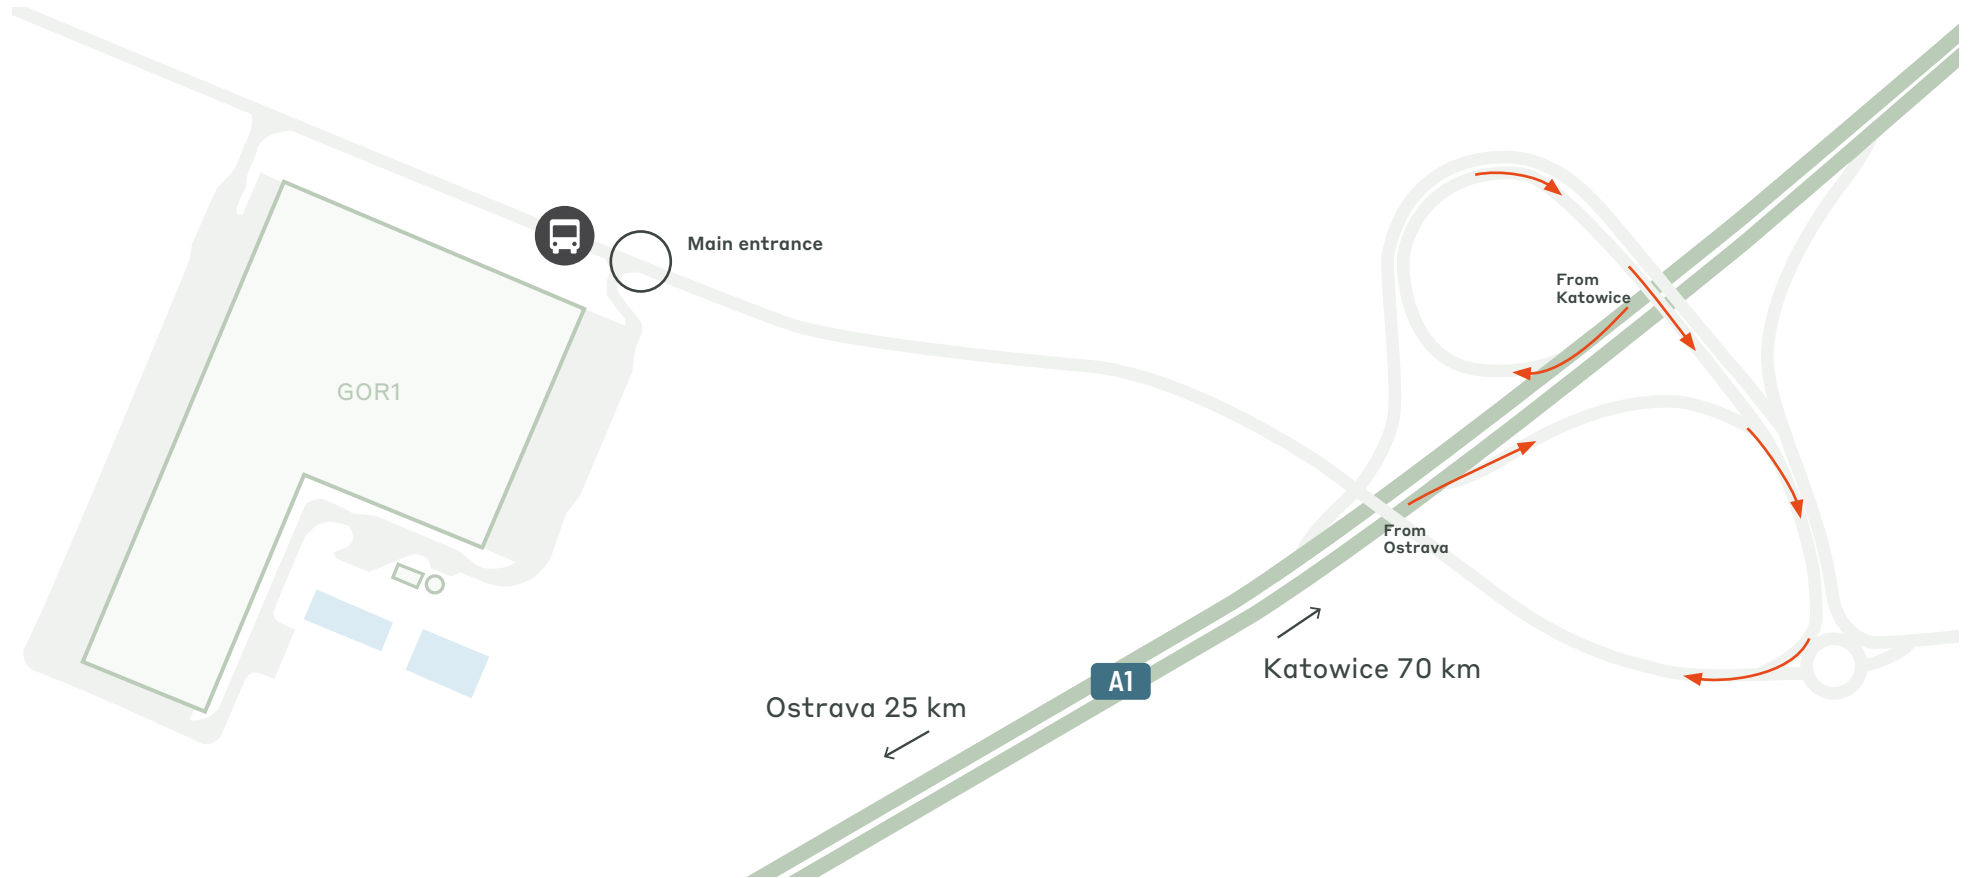 Main entrance
From
Katowice
GOR1
From
Ostrava
Katowice 70 km
A1
Ostrava 25 km